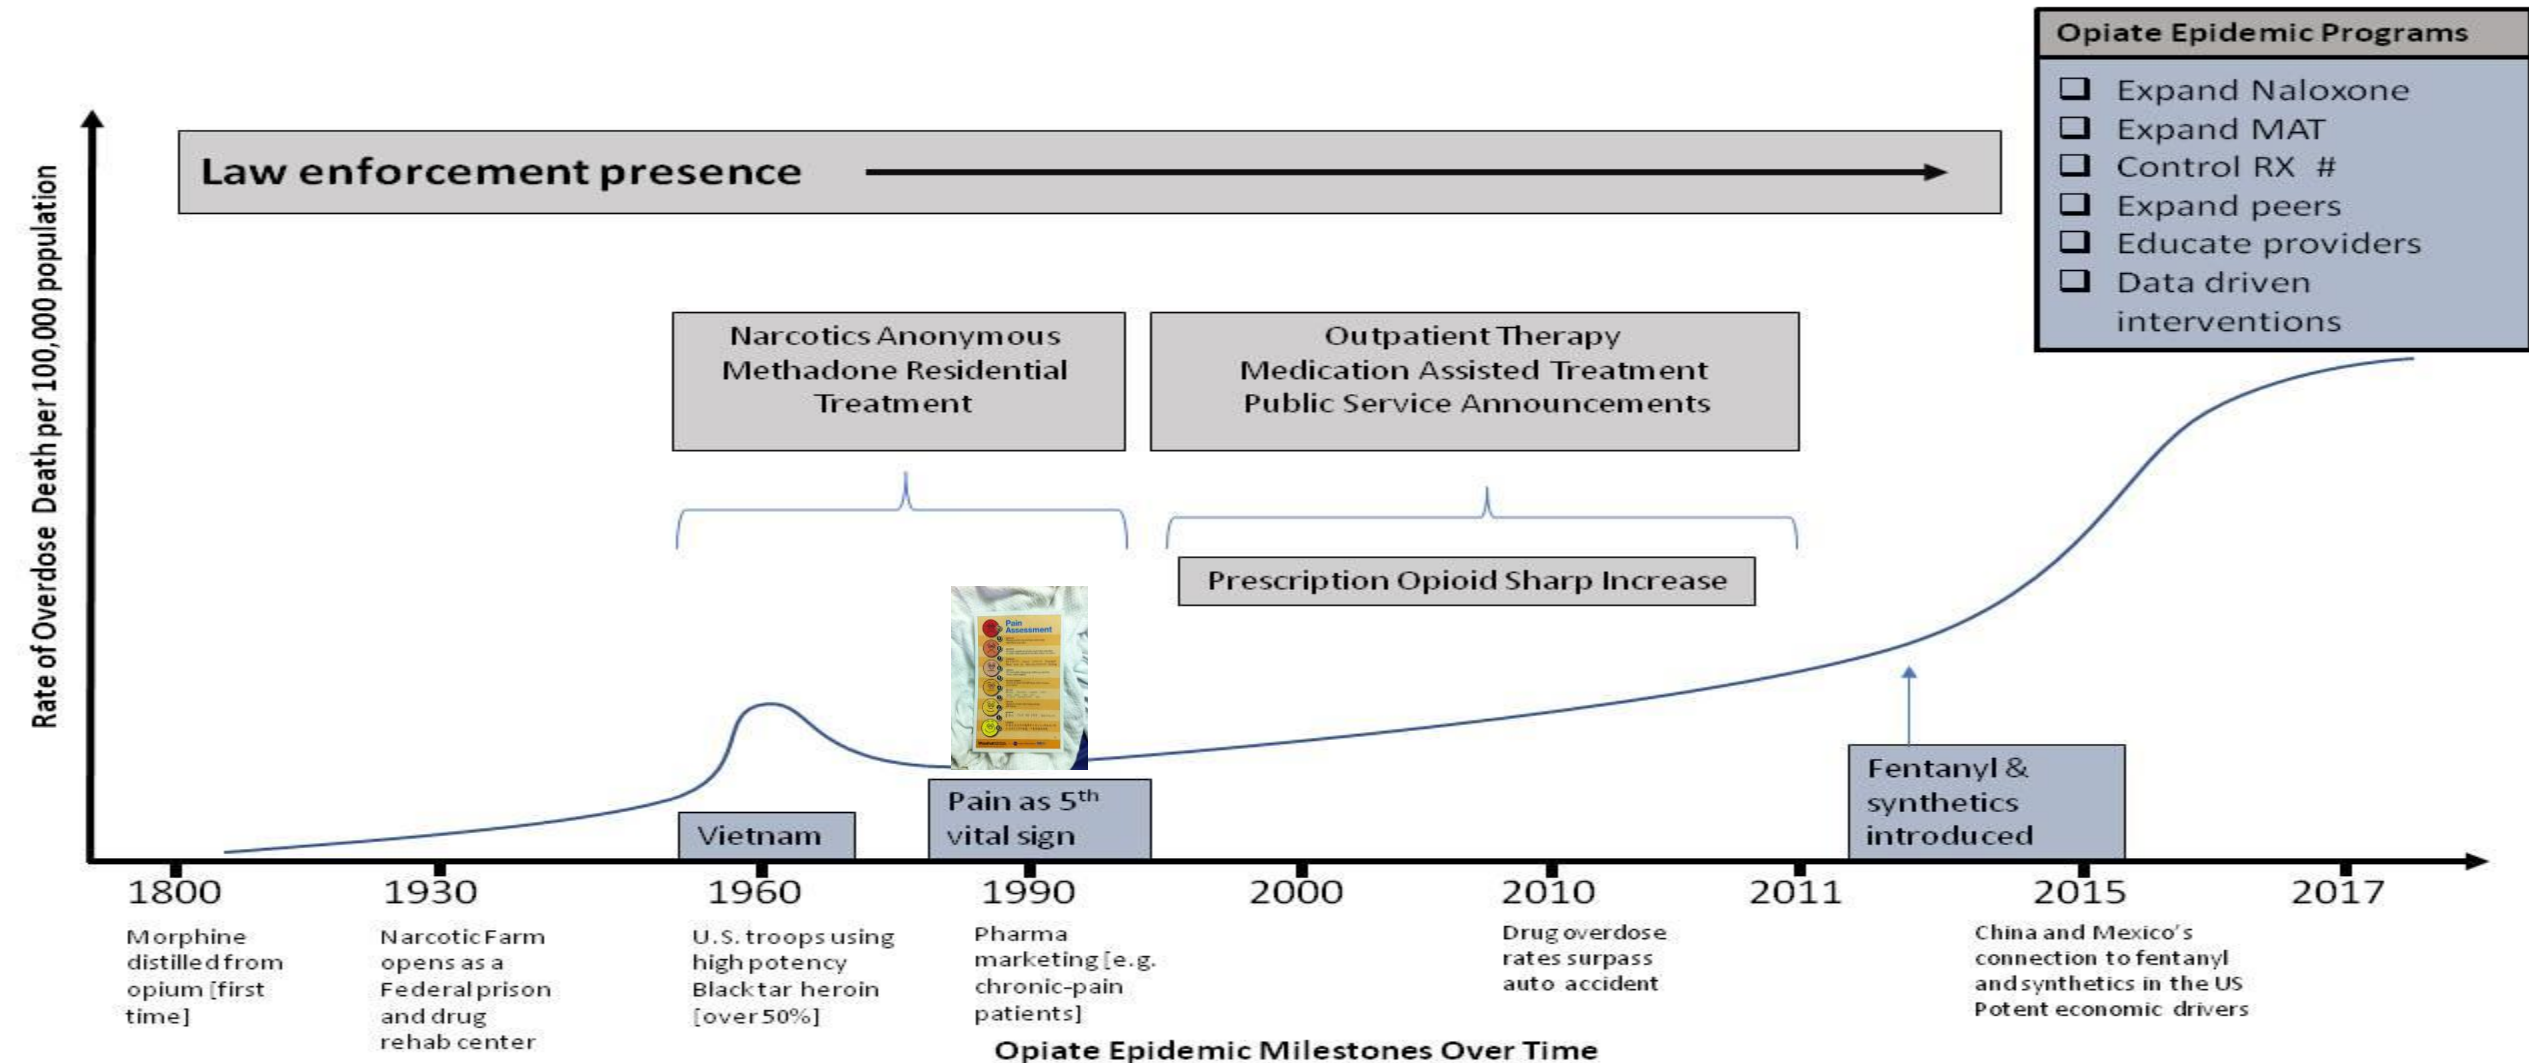 Opiate Epidemic Programs
❑ Expand Naloxone
❑ Expand MAT
❑ Control RX #
❑ Expand peers
❑ Educate providers
❑ Data driven
interventions
Rate of Overdose Death per 100,000 population
Law enforcement presence
Narcotics Anonymous
Methadone Residential
Treatment
Outpatient Therapy
Medication Assisted Treatment
Public Service Announcements
Prescription Opioid Sharp Increase
Pain
Assessment
Vietnam
Pain as 5th
vital sign
Fentanyl &
synthetics
introduced
1800
1930
1960
1990
2000
2010
2011
2015
2017
Morphine
distilled from
opium [first
time]
Narcotic Farm
opens as a
Federal prison
and drug
rehab center
U.S. troops using
high potency
Black tar heroin
[over 50%]
Pharma
marketing [e.g.
chronic-pain
patients]
Drug overdose
rates surpass
auto accident
China and Mexico's
connection to fentanyl
and synthetics in the US
Potent economic drivers
Opiate Epidemic Milestones Over Time